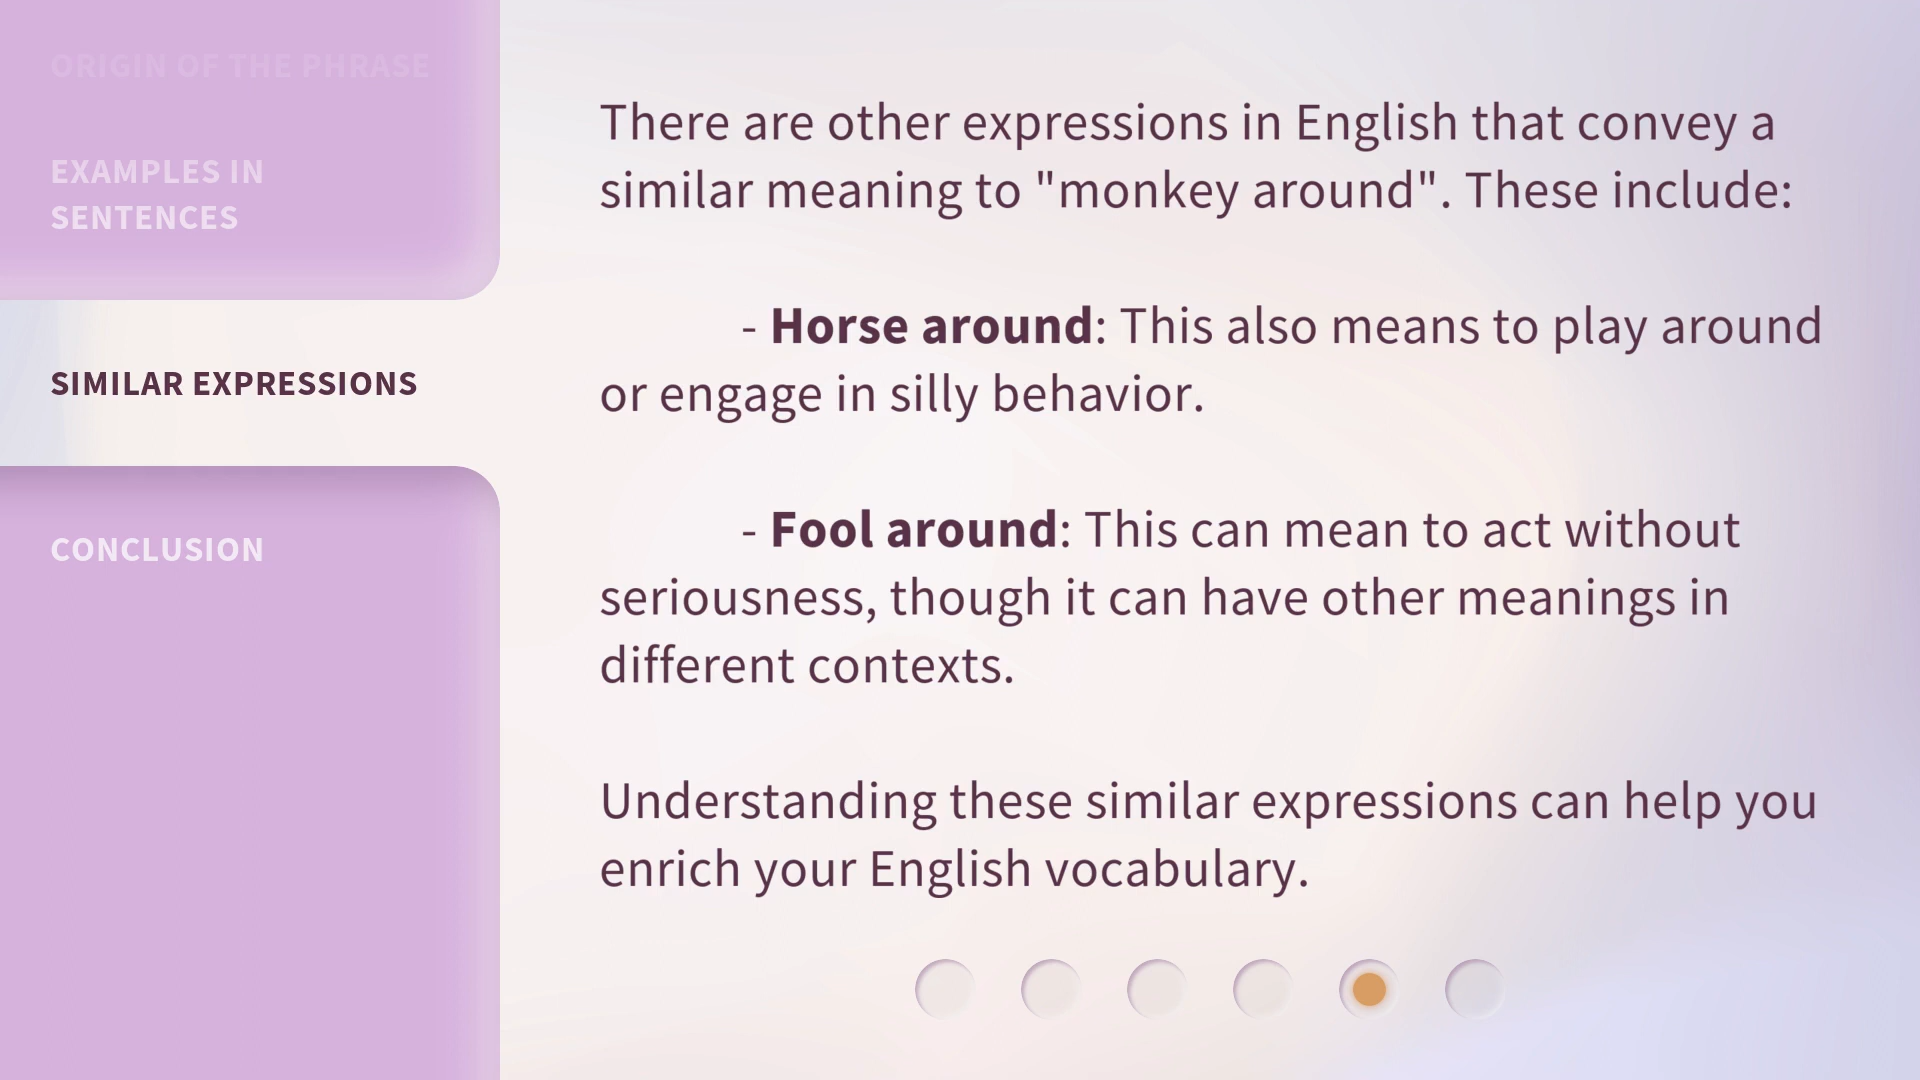 ORIGIN OF THE PHRASE
EXAMPLES IN
SENTENCES
SIMILAR EXPRESSIONS
CONCLUSION
There are other expressions in English that convey a
similar meaning to "monkey around". These include:
- Horse around: This also means to play around
or engage in silly behavior.
- Fool around: This can mean to act without
seriousness, though it can have other meanings in
different contexts.
Understanding these similar expressions can help you
enrich your English vocabulary.